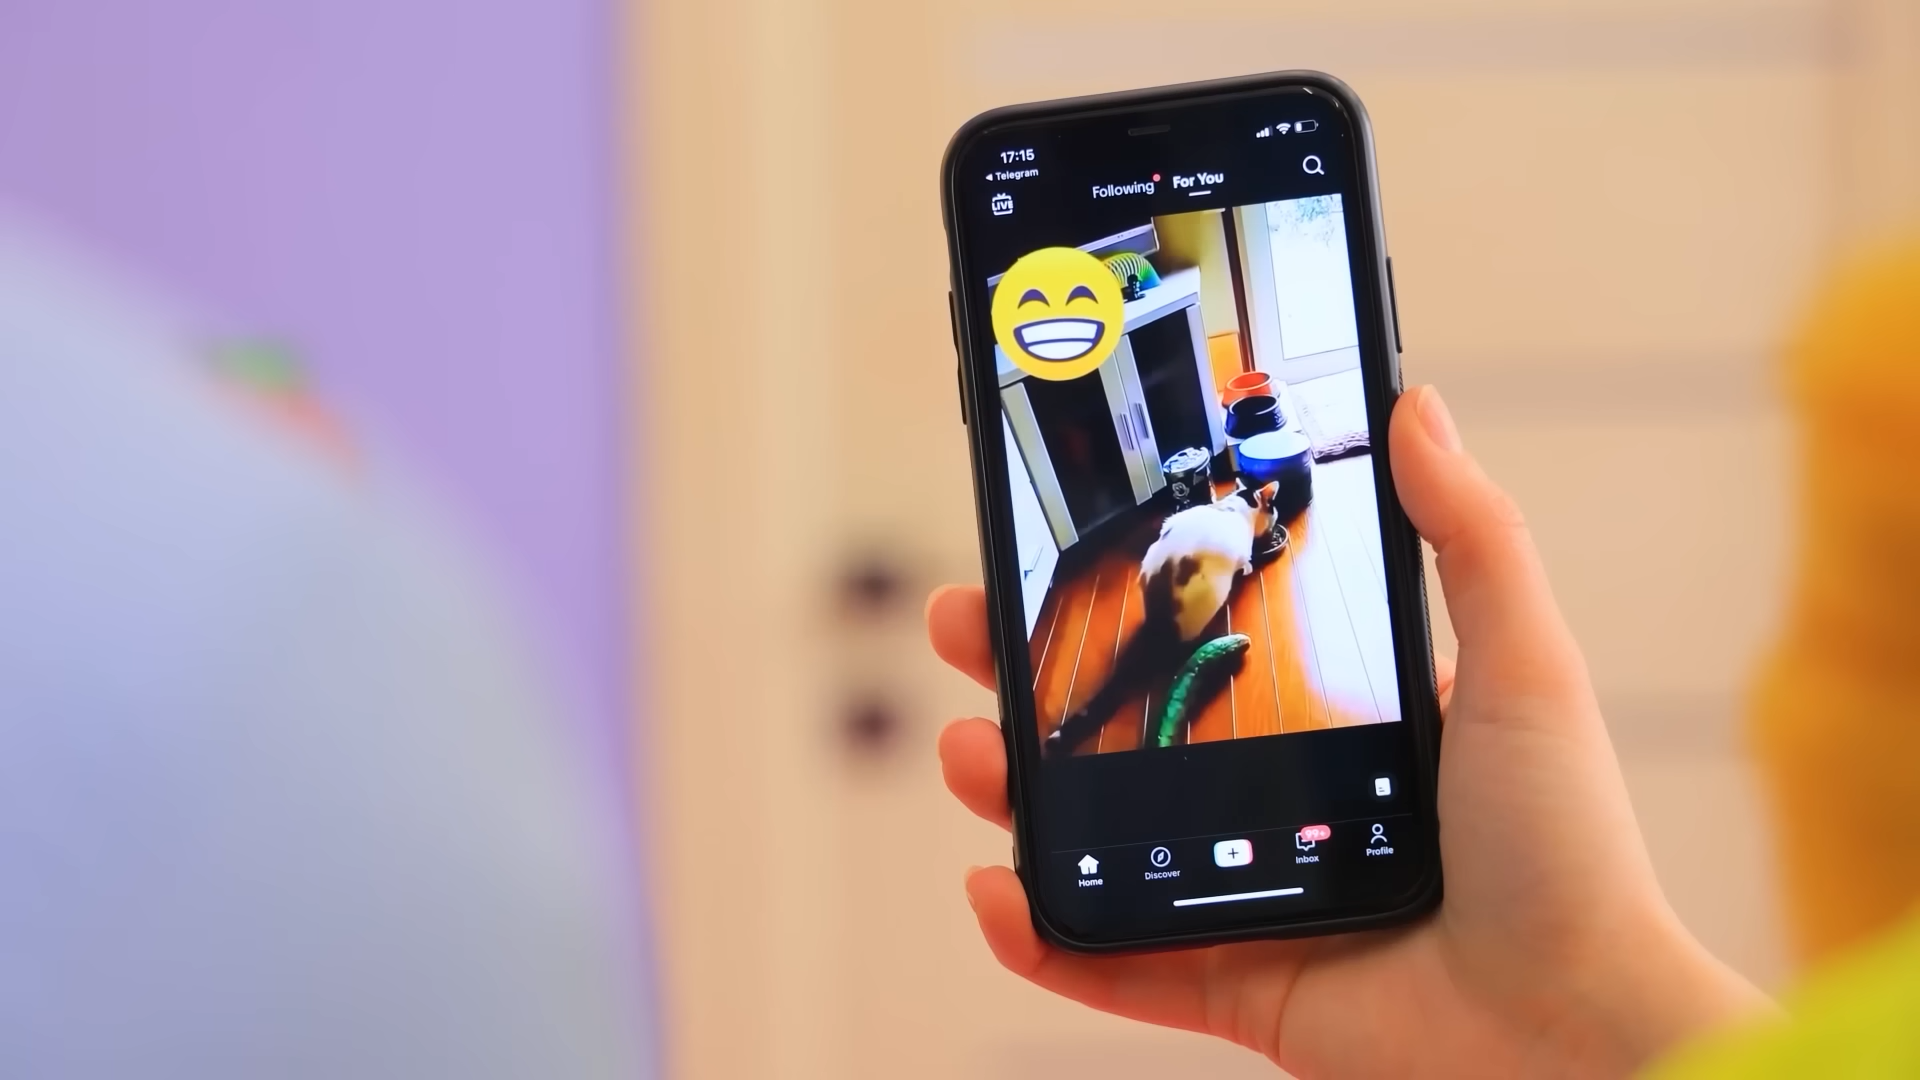 17:15
◀ Telegram
LIVE
Following For You
Home
Discover
99+
Inbox
Profile